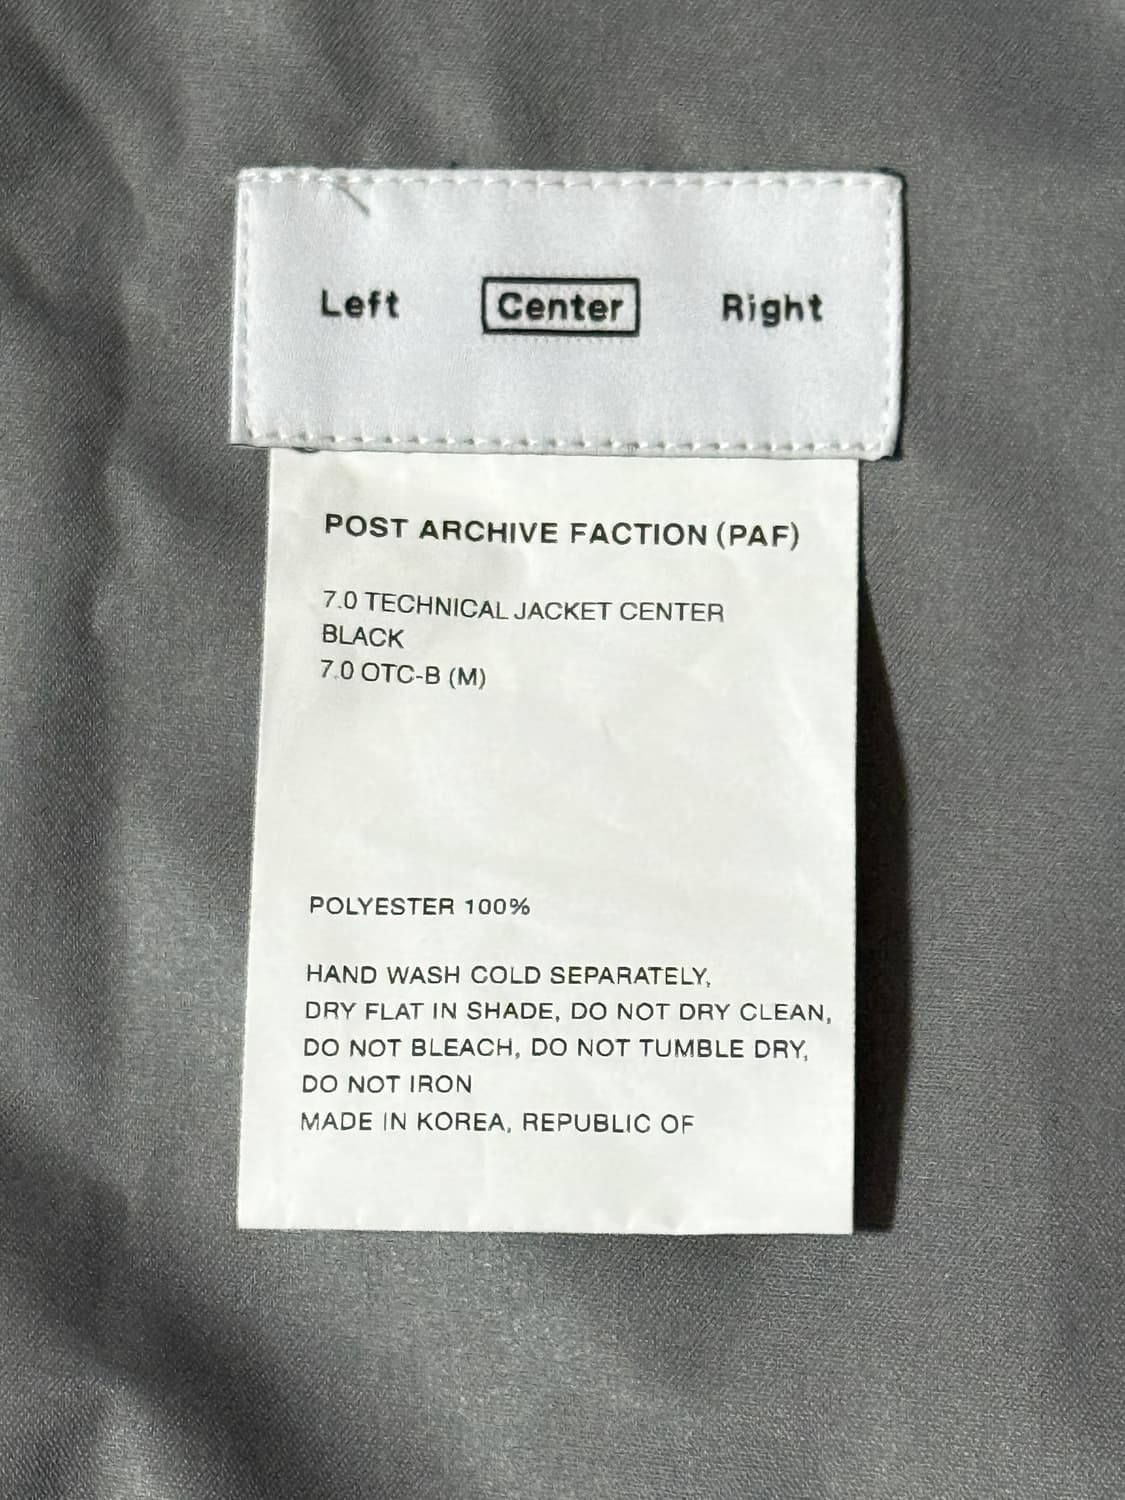 Left Center Right
POST ARCHIVE FACTION (PAF)
7.0 TECHNICAL JACKET CENTER
BLACK
7.0 OTC-B (M)
POLYESTER 100%
HAND WASH COLD SEPARATELY,
DRY FLAT IN SHADE, DO NOT DRY CLEAN,
DO NOT BLEACH, DO NOT TUMBLE DRY,
DO NOT IRON
MADE IN KOREA, REPUBLIC OF